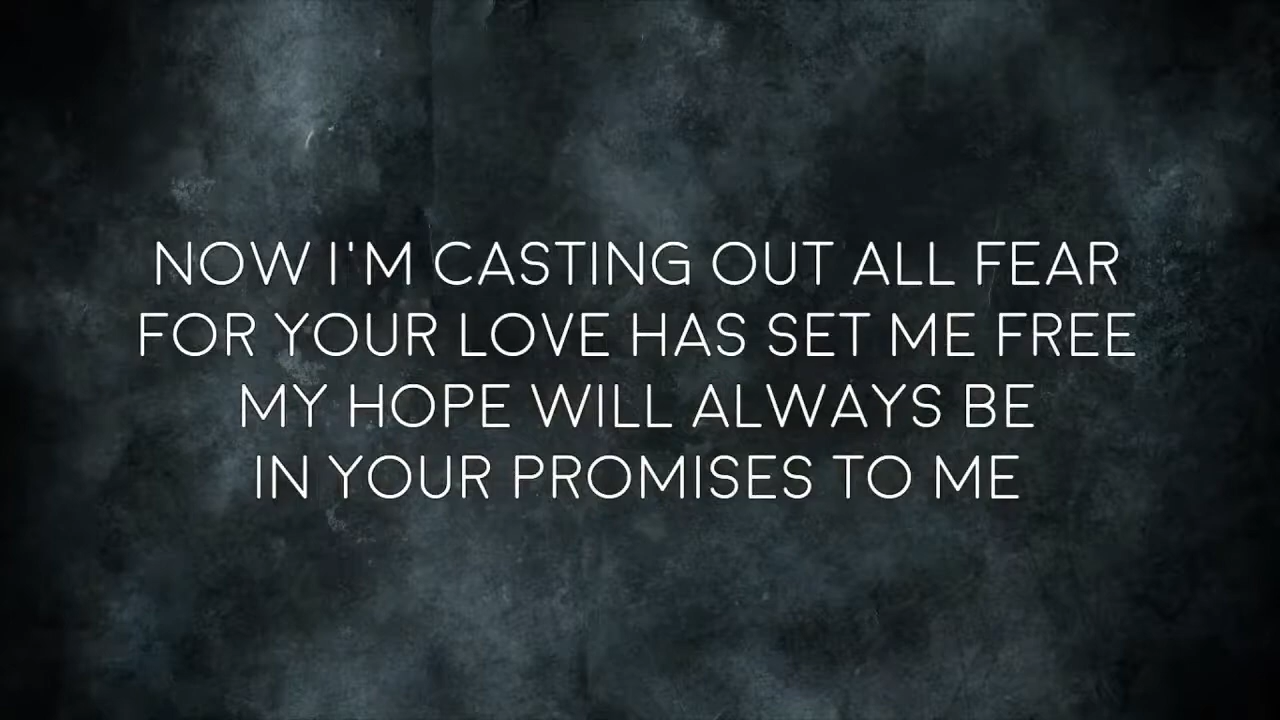 NOW I'M CASTING OUT ALL FEAR
FOR YOUR LOVE HAS SET ME FREE
MY HOPE WILL ALWAYS BE
IN YOUR PROMISES TO ME